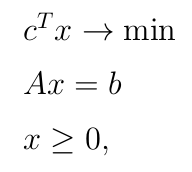 c^T x → min
Ax = b
x ≥ 0,